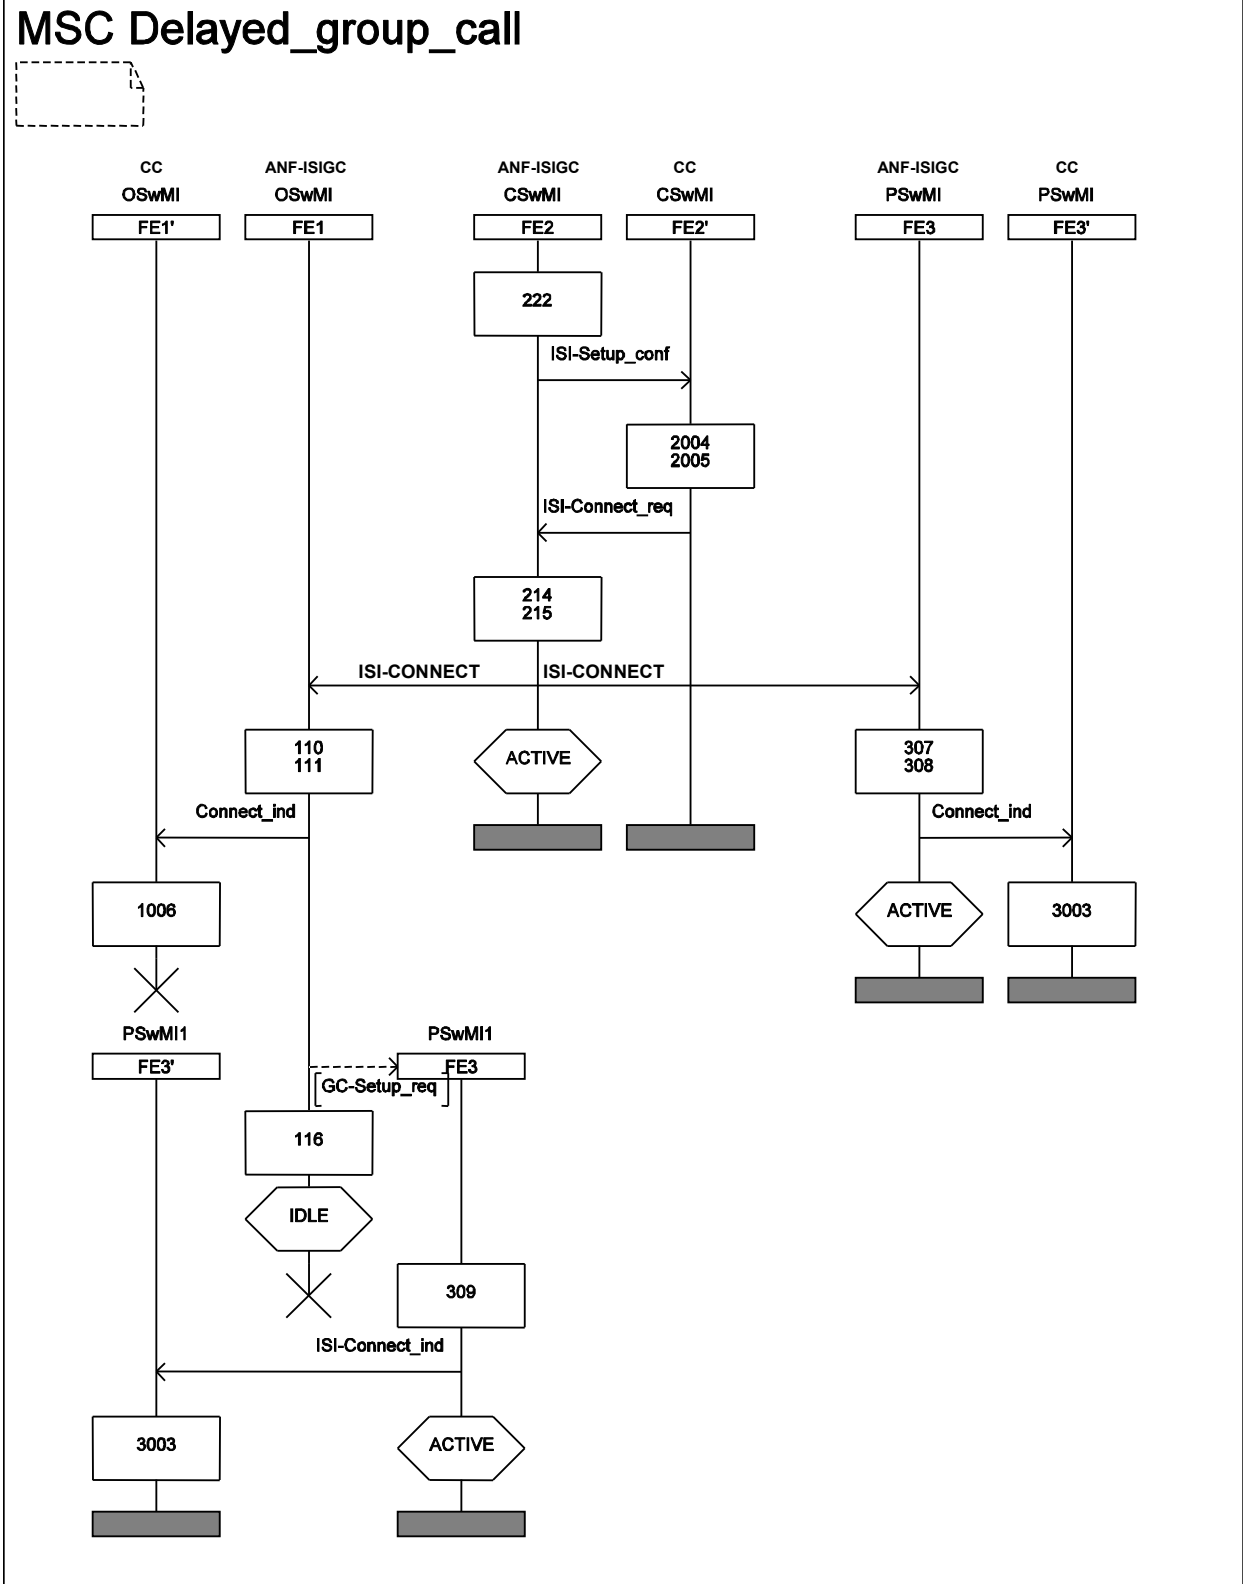 MSC Delayed_group_call
CC ANF-ISIGC ANF-ISIGC CC ANF-ISIGC CC
OSwMI OSwMI CSwMI CSwMI PSwMI PSwMI
FE1' FE1 FE2 FE2' FE3 FE3'
222
ISI-Setup_conf
2004
2005
ISI-Connect_req
214
215
ISI-CONNECT ISI-CONNECT
110 ACTIVE 307
111 308
Connect_ind Connect_ind
1006 ACTIVE 3003
PSwMI1 PSwMI1
FE3' FE3
GC-Setup_req
116
IDLE
309
ISI-Connect_ind
3003 ACTIVE